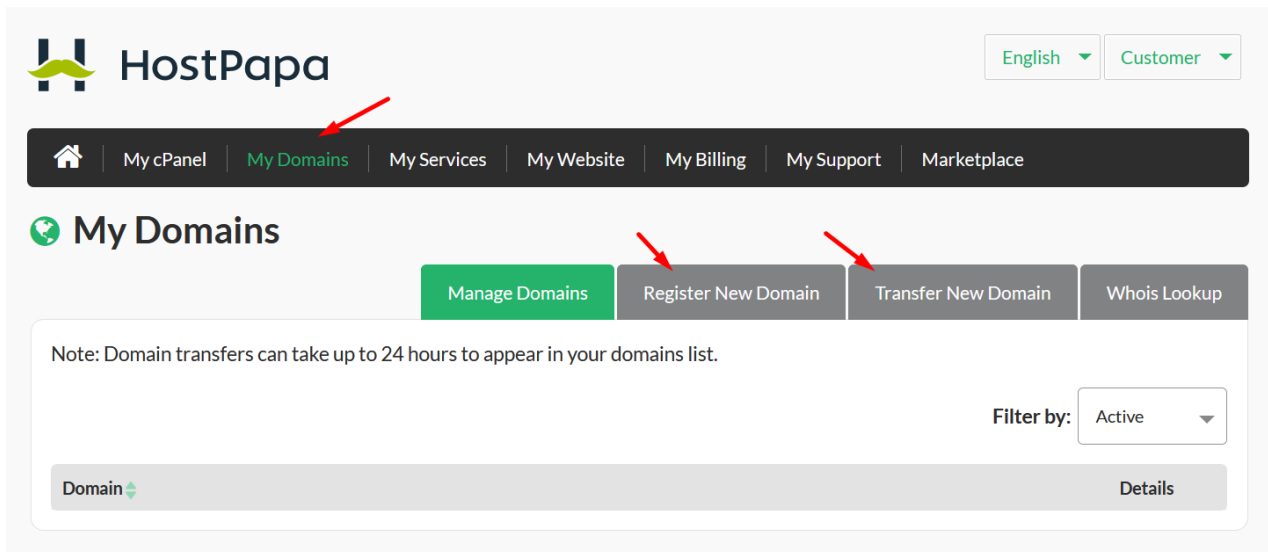 HostPapa
English
Customer
My cPanel
My Domains
My Services
My Website
My Billing
My Support
Marketplace
My Domains
Manage Domains
Register New Domain
Transfer New Domain
Whois Lookup
Note: Domain transfers can take up to 24 hours to appear in your domains list.
Filter by:
Active
Domain
Details